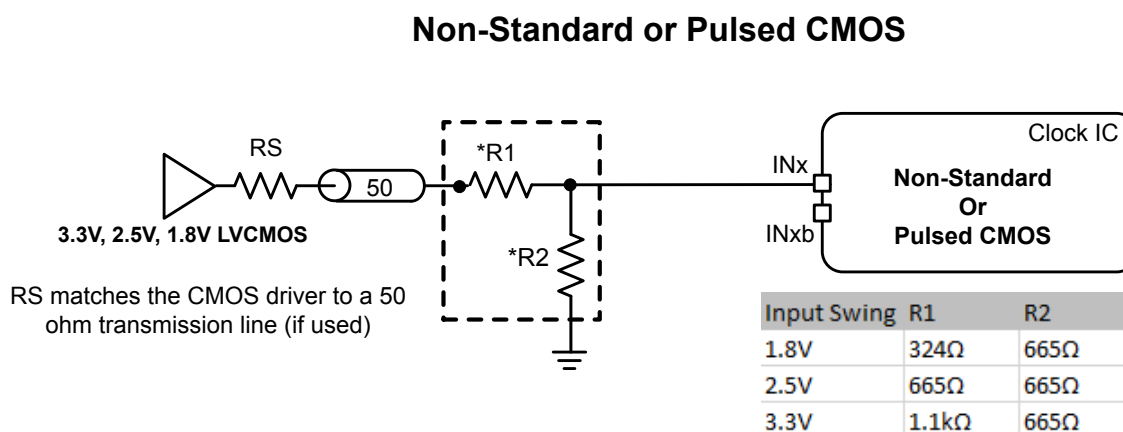 Non-Standard or Pulsed CMOS
RS
50
*R1
*R2
3.3V, 2.5V, 1.8V LVCMOS
RS matches the CMOS driver to a 50
ohm transmission line (if used)
INx
INxb
Clock IC
Non-Standard
Or
Pulsed CMOS
Input Swing R1 R2
1.8V 324Ω 665Ω
2.5V 665Ω 665Ω
3.3V 1.1kΩ 665Ω